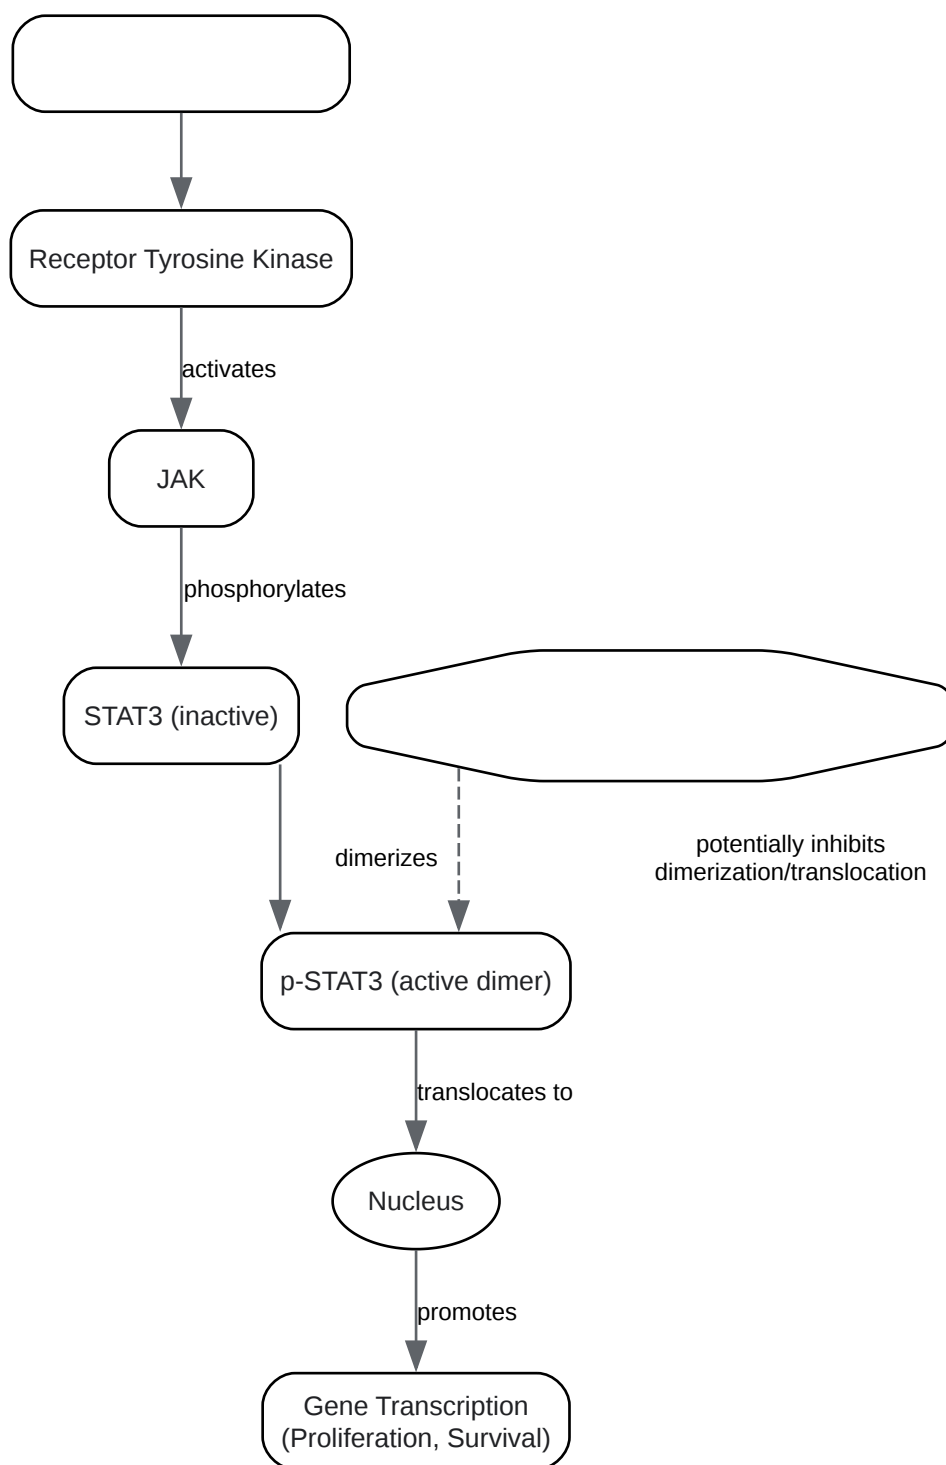 Receptor Tyrosine Kinase
activates
JAK
phosphorylates
STAT3 (inactive)
dimerizes
potentially inhibits
dimerization/translocation
p-STAT3 (active dimer)
translocates to
Nucleus
promotes
Gene Transcription
(Proliferation, Survival)